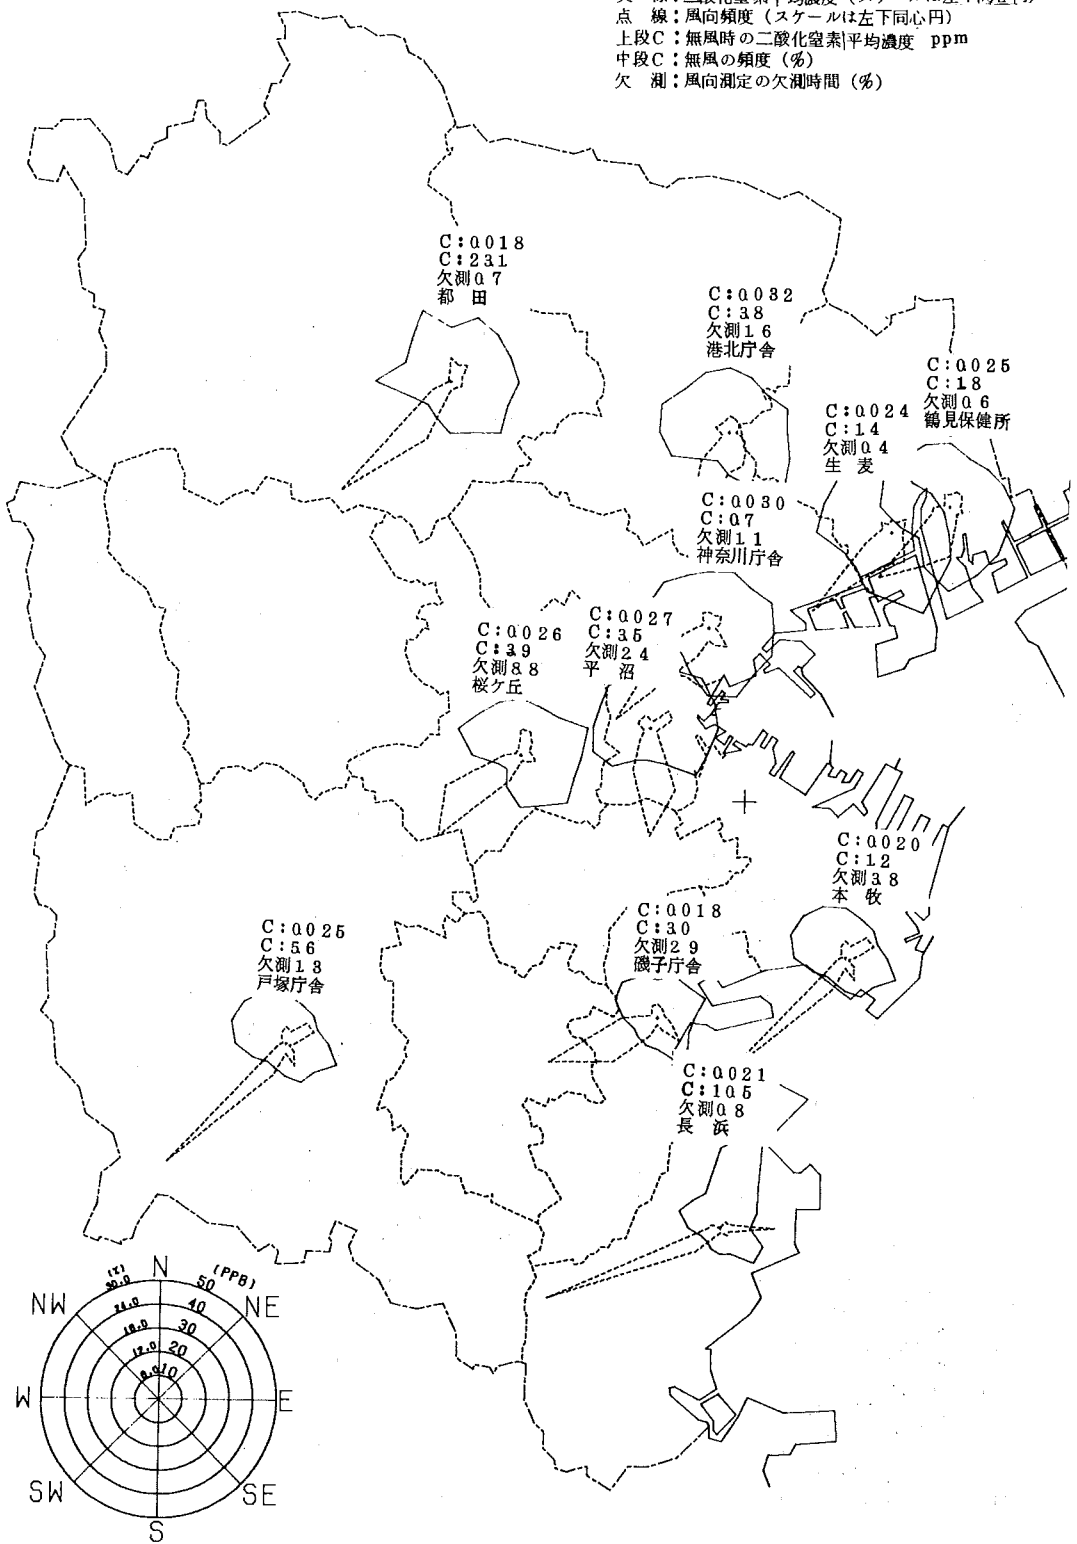 点 線：風向頻度（スケールは左下同心円）
上段C：無風時の二酸化窒素平均濃度 ppm
中段C：無風の頻度（％）
欠 測：風向測定の欠測時間（％）
C:0.018
C:23.1
欠測0.7
都 田
C:0.032
C:3.8
欠測1.6
港北庁舎
C:0.025
C:1.8
欠測0.6
鶴見保健所
C:0.024
C:1.4
欠測0.4
生 麦
C:0.030
C:0.7
欠測1.1
神奈川庁舎
C:0.027
C:3.5
欠測2.4
平 沼
C:0.026
C:3.9
欠測8.8
桜ケ丘
C:0.020
C:1.2
欠測3.8
本 牧
C:0.018
C:3.0
欠測2.9
磯子庁舎
C:0.025
C:5.6
欠測1.3
戸塚庁舎
C:0.021
C:10.5
欠測0.8
長 浜
(%) N (PPB)
30.0 50
NW 24.0 40 NE
18.0 30
12.0 20
6.0 10
W E
SW SE
S